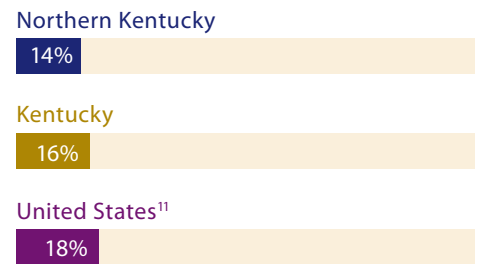 Northern Kentucky
14%
Kentucky
16%
United States¹¹
18%